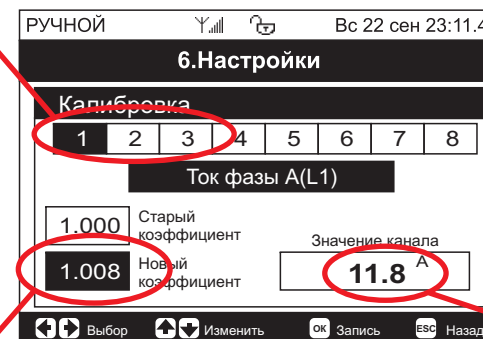 РУЧНОЙ Вс 22 сен 23:11.4
6.Настройки
Калибровка
1 2 3 4 5 6 7 8
Ток фазы A(L1)
1.000 Старый коэффициент
Значение канала
1.008 Новый коэффициент
11.8 A
Выбор Изменить ОК Запись ESC Назад